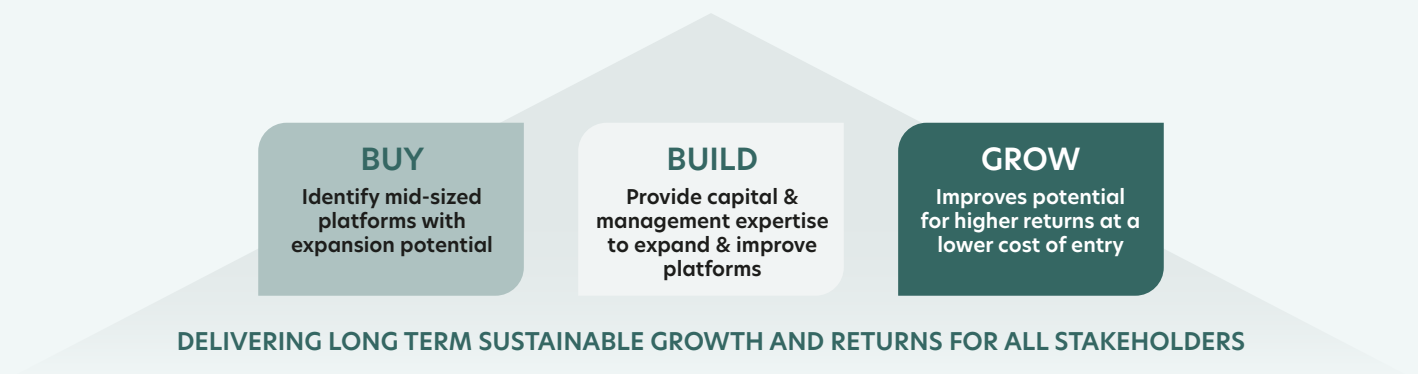 BUY
Identify mid-sized
platforms with
expansion potential
BUILD
Provide capital &
management expertise
to expand & improve
platforms
GROW
Improves potential
for higher returns at a
lower cost of entry
DELIVERING LONG TERM SUSTAINABLE GROWTH AND RETURNS FOR ALL STAKEHOLDERS